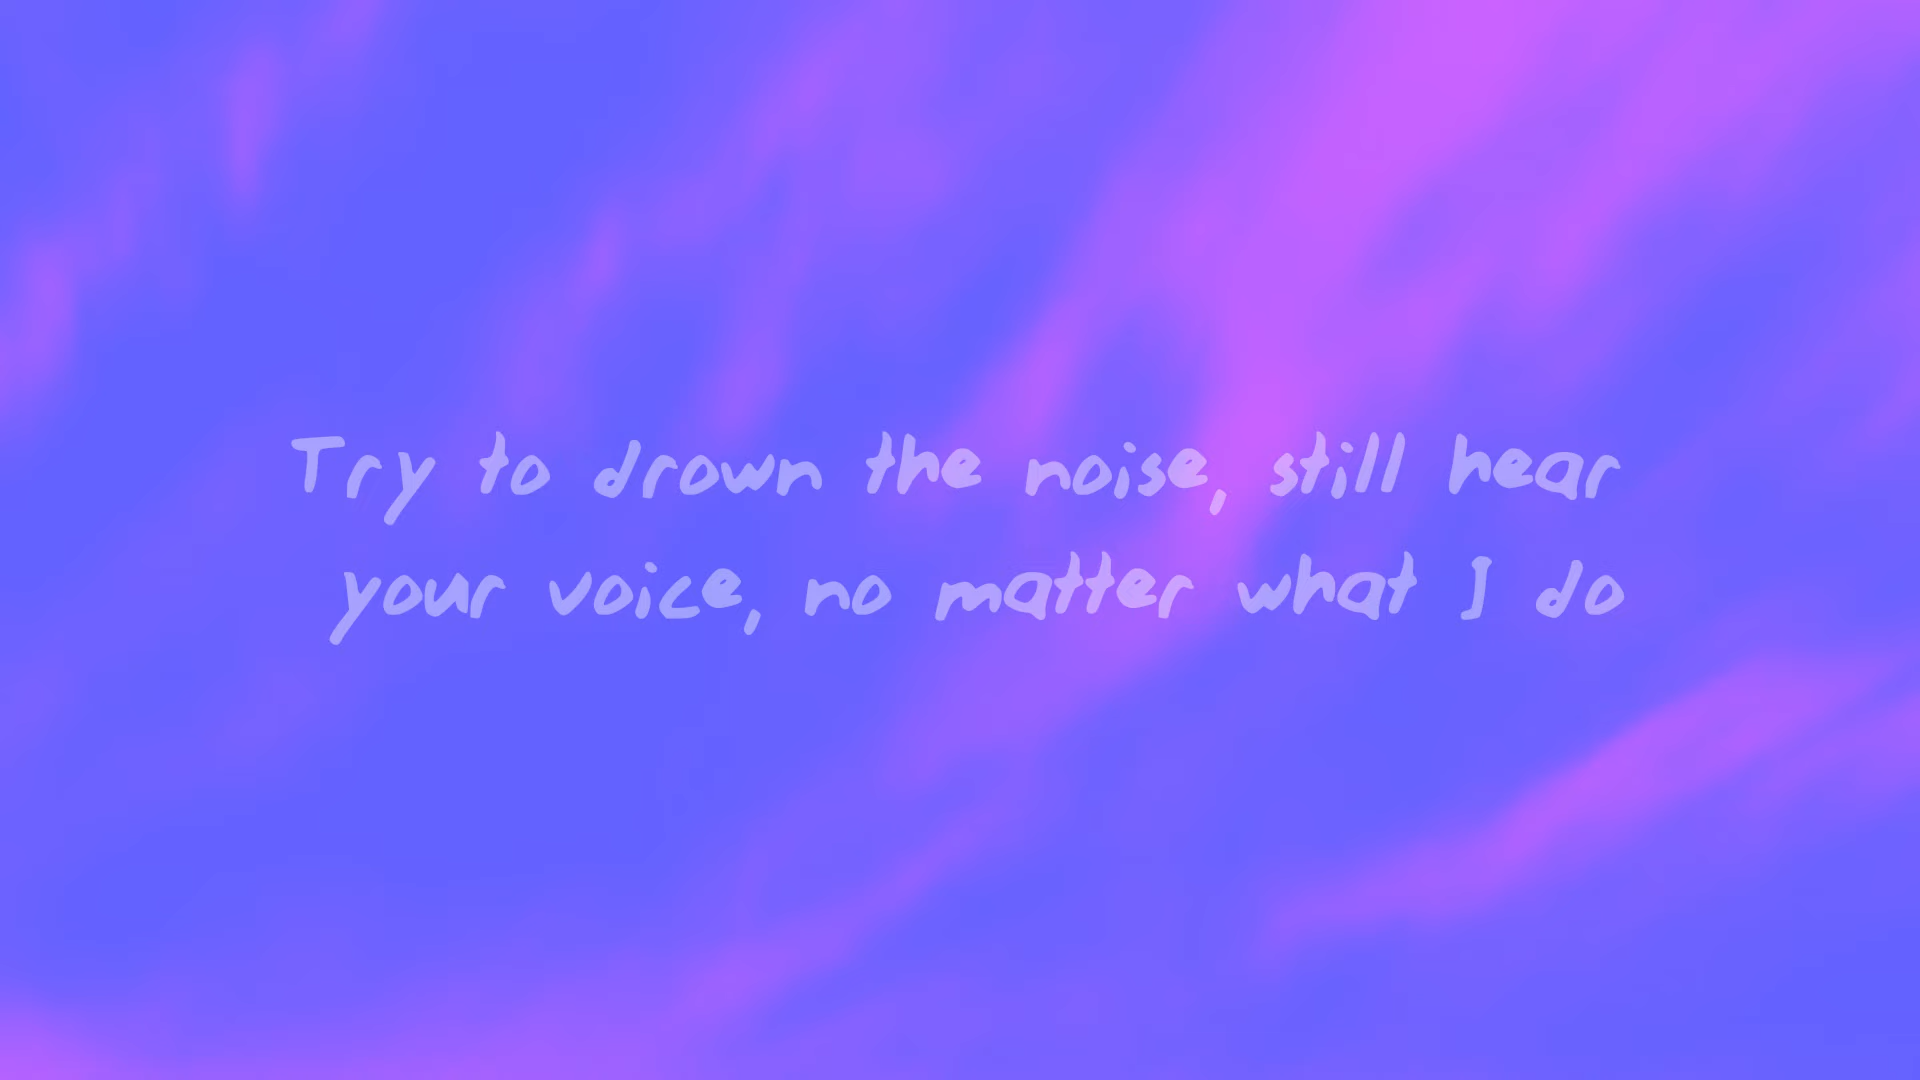 Try to drown the noise, still hear
your voice, no matter what I do